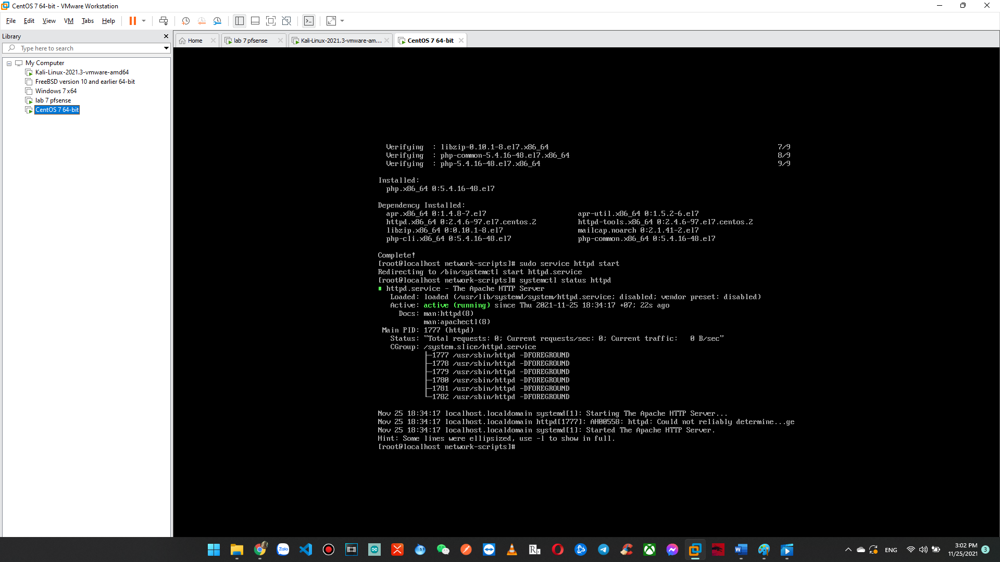 CentOS 7 64-bit - VMware Workstation
File Edit View VM Tabs Help
Library
Type here to search
My Computer
Kali-Linux-2021.3-vmware-amd64
FreeBSD version 10 and earlier 64-bit
Windows 7 x64
lab 7 pfsense
CentOS 7 64-bit
Home
lab 7 pfsense
Kali-Linux-2021.3-vmware-am...
CentOS 7 64-bit
Verifying : libzip-0.10.1-8.el7.x86_64 7/9
Verifying : php-common-5.4.16-48.el7.x86_64 8/9
Verifying : php-5.4.16-48.el7.x86_64 9/9
Installed:
php.x86_64 0:5.4.16-48.el7
Dependency Installed:
apr.x86_64 0:1.4.8-7.el7 apr-util.x86_64 0:1.5.2-6.el7
httpd.x86_64 0:2.4.6-97.el7.centos.2 httpd-tools.x86_64 0:2.4.6-97.el7.centos.2
libzip.x86_64 0:0.10.1-8.el7 mailcap.noarch 0:2.1.41-2.el7
php-cli.x86_64 0:5.4.16-48.el7 php-common.x86_64 0:5.4.16-48.el7
Complete!
[root@localhost network-scripts]# sudo service httpd start
Redirecting to /bin/systemctl start httpd.service
[root@localhost network-scripts]# systemctl status httpd
httpd.service - The Apache HTTP Server
Loaded: loaded (/usr/lib/systemd/system/httpd.service; disabled; vendor preset: disabled)
Active: active (running) since Thu 2021-11-25 18:34:17 +07; 22s ago
Docs: man:httpd(8)
man:apachectl(8)
Main PID: 1777 (httpd)
Status: "Total requests: 0; Current requests/sec: 0; Current traffic:   0 B/sec"
CGroup: /system.slice/httpd.service
├─1777 /usr/sbin/httpd -DFOREGROUND
├─1778 /usr/sbin/httpd -DFOREGROUND
├─1779 /usr/sbin/httpd -DFOREGROUND
├─1780 /usr/sbin/httpd -DFOREGROUND
├─1781 /usr/sbin/httpd -DFOREGROUND
└─1782 /usr/sbin/httpd -DFOREGROUND
Nov 25 18:34:17 localhost.localdomain systemd[1]: Starting The Apache HTTP Server...
Nov 25 18:34:17 localhost.localdomain httpd[1777]: AH00558: httpd: Could not reliably determine...ge
Nov 25 18:34:17 localhost.localdomain systemd[1]: Started The Apache HTTP Server.
Hint: Some lines were ellipsized, use -l to show in full.
[root@localhost network-scripts]#
Zalo
ENG
3:02 PM
11/25/2021
3